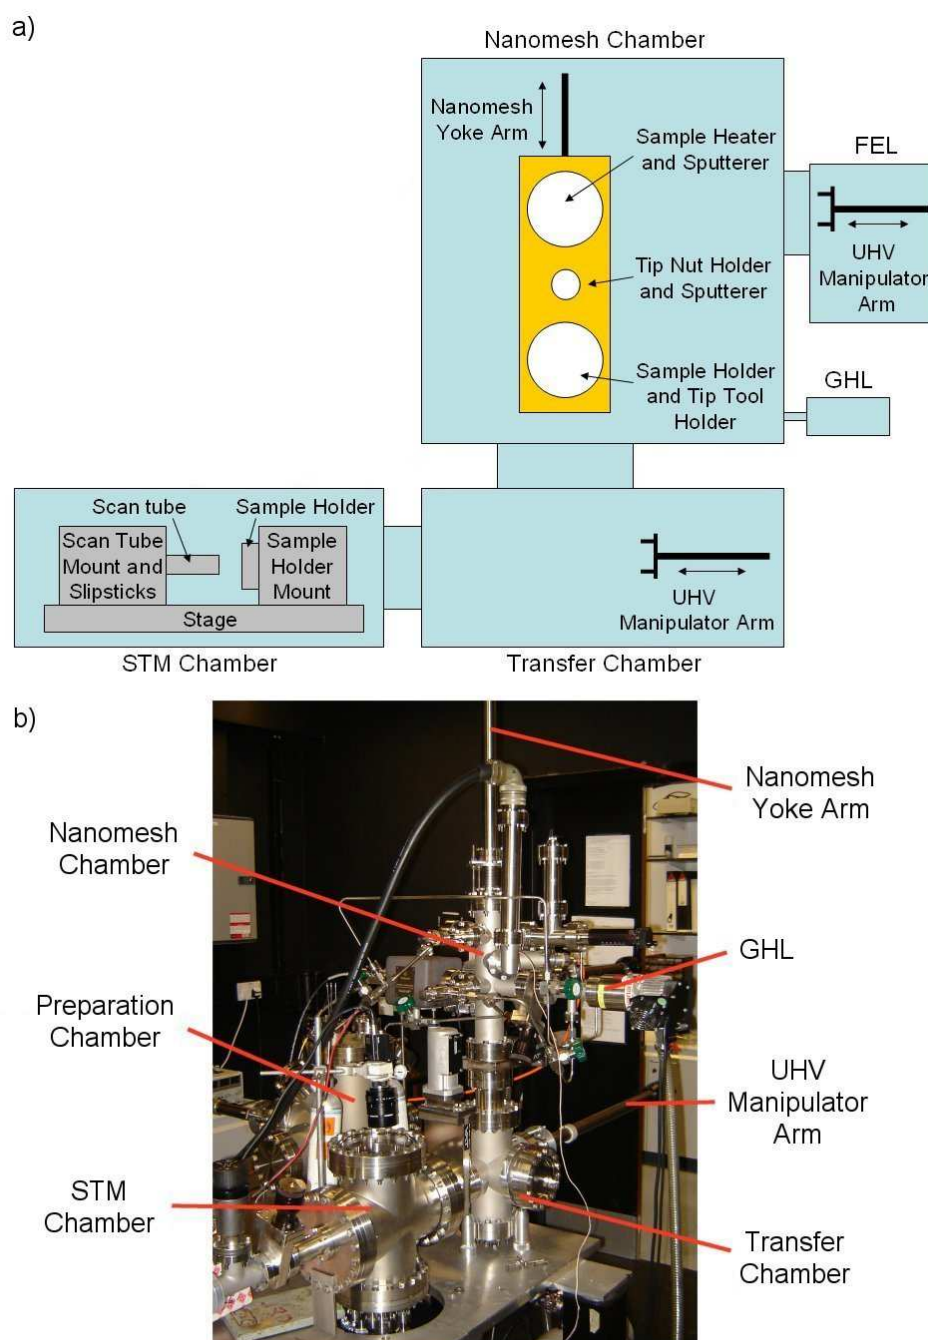 a)
Nanomesh Chamber
Nanomesh
Yoke Arm
Sample Heater
and Sputterer
FEL
UHV
Manipulator
Arm
Tip Nut Holder
and Sputterer
Sample Holder
and Tip Tool
Holder
GHL
Scan tube
Sample Holder
Scan Tube
Mount and
Slipsticks
Sample
Holder
Mount
Stage
UHV
Manipulator Arm
STM Chamber
Transfer Chamber
b)
Nanomesh
Yoke Arm
Nanomesh
Chamber
GHL
Preparation
Chamber
UHV
Manipulator
Arm
STM
Chamber
Transfer
Chamber